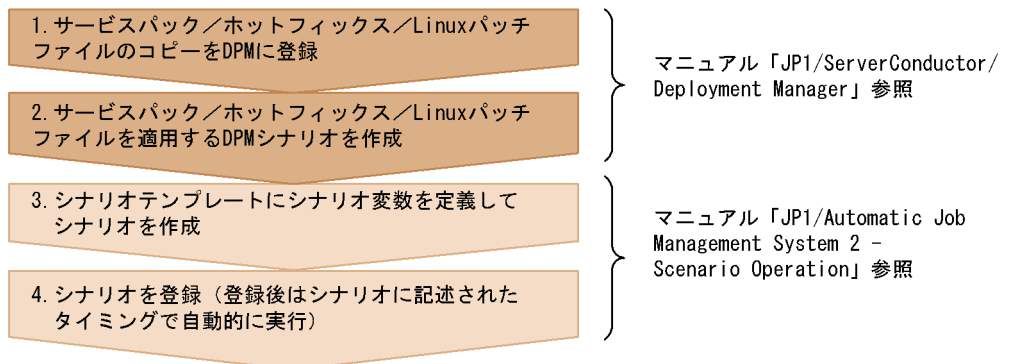 1. サービスパック／ホットフィックス／Linuxパッチ
ファイルのコピーをDPMに登録
2. サービスパック／ホットフィックス／Linuxパッチ
ファイルを適用するDPMシナリオを作成
マニュアル「JP1/ServerConductor/
Deployment Manager」参照
3. シナリオテンプレートにシナリオ変数を定義して
シナリオを作成
4. シナリオを登録（登録後はシナリオに記述された
タイミングで自動的に実行）
マニュアル「JP1/Automatic Job
Management System 2 -
Scenario Operation」参照